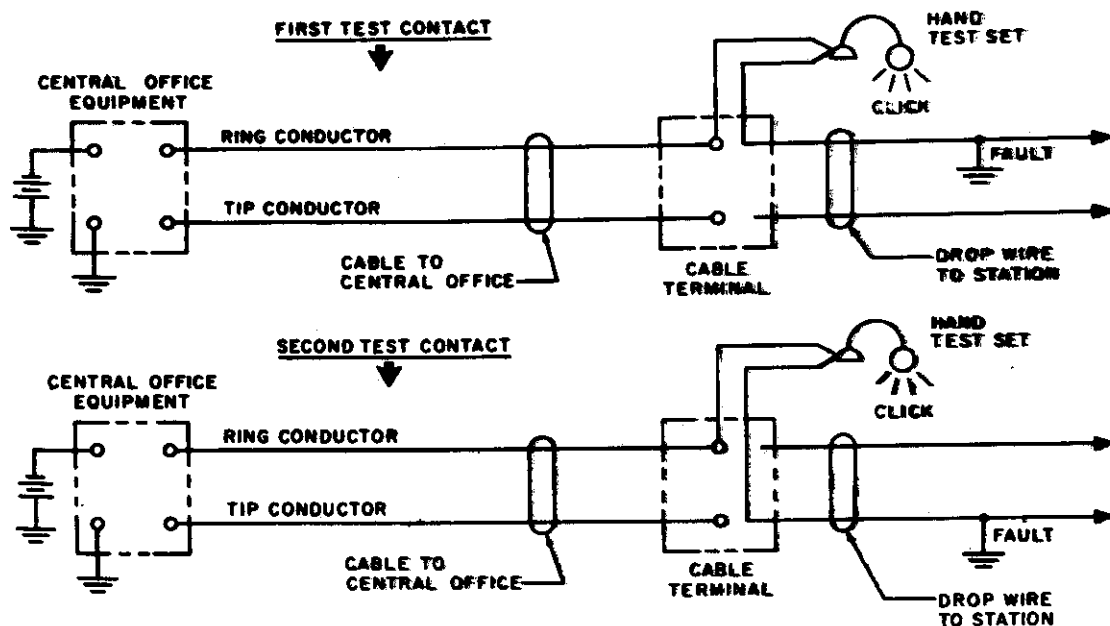 FIRST TEST CONTACT
HAND
TEST SET
CENTRAL OFFICE
EQUIPMENT
CLICK
RING CONDUCTOR
FAULT
TIP CONDUCTOR
CABLE TO
CENTRAL OFFICE
CABLE
TERMINAL
DROP WIRE
TO STATION
SECOND TEST CONTACT
HAND
TEST SET
CENTRAL OFFICE
EQUIPMENT
CLICK
RING CONDUCTOR
TIP CONDUCTOR
FAULT
CABLE TO
CENTRAL OFFICE
CABLE
TERMINAL
DROP WIRE
TO STATION